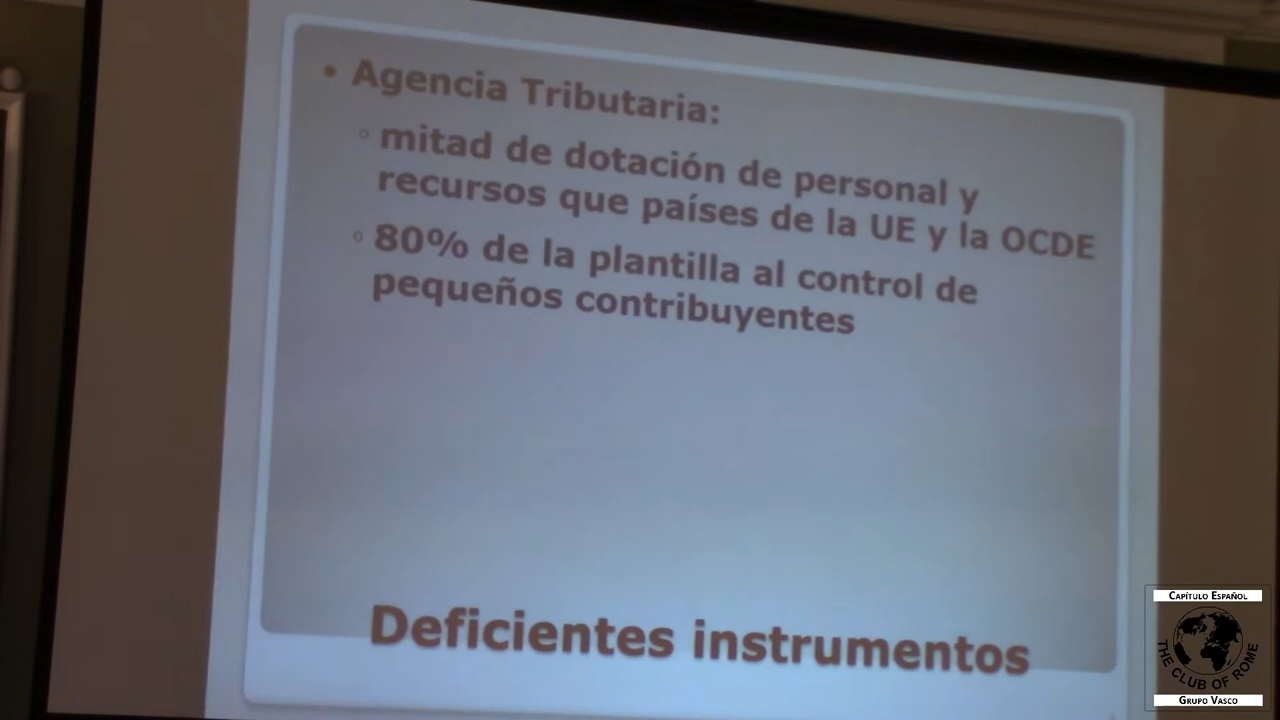 • Agencia Tributaria:
◦ mitad de dotación de personal y
recursos que países de la UE y la OCDE
◦ 80% de la plantilla al control de
pequeños contribuyentes
Deficientes instrumentos
CAPÍTULO ESPAÑOL
THE CLUB OF ROME
GRUPO VASCO